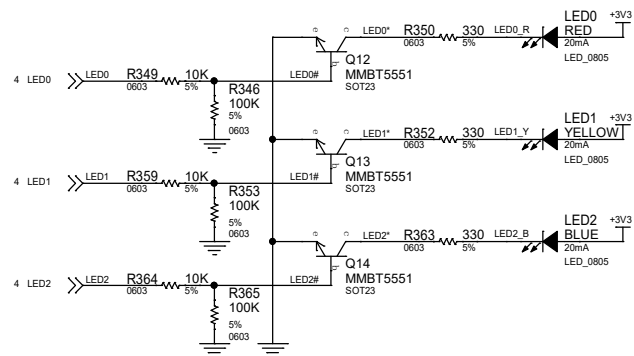 LED0 +3V3
e c LED0* R350 330 LED0_R RED
0603 5% 20mA
Q12 LED_0805
4 LED0 LED0 R349 10K LED0# b MMBT5551
0603 5% R346 SOT23
100K
5%
0603
LED1 +3V3
e c LED1* R352 330 LED1_Y YELLOW
0603 5% 20mA
Q13 LED_0805
4 LED1 LED1 R359 10K LED1# b MMBT5551
0603 5% R353 SOT23
100K
5%
0603
LED2 +3V3
e c LED2* R363 330 LED2_B BLUE
0603 5% 20mA
Q14 LED_0805
4 LED2 LED2 R364 10K LED2# b MMBT5551
0603 5% R365 SOT23
100K
5%
0603